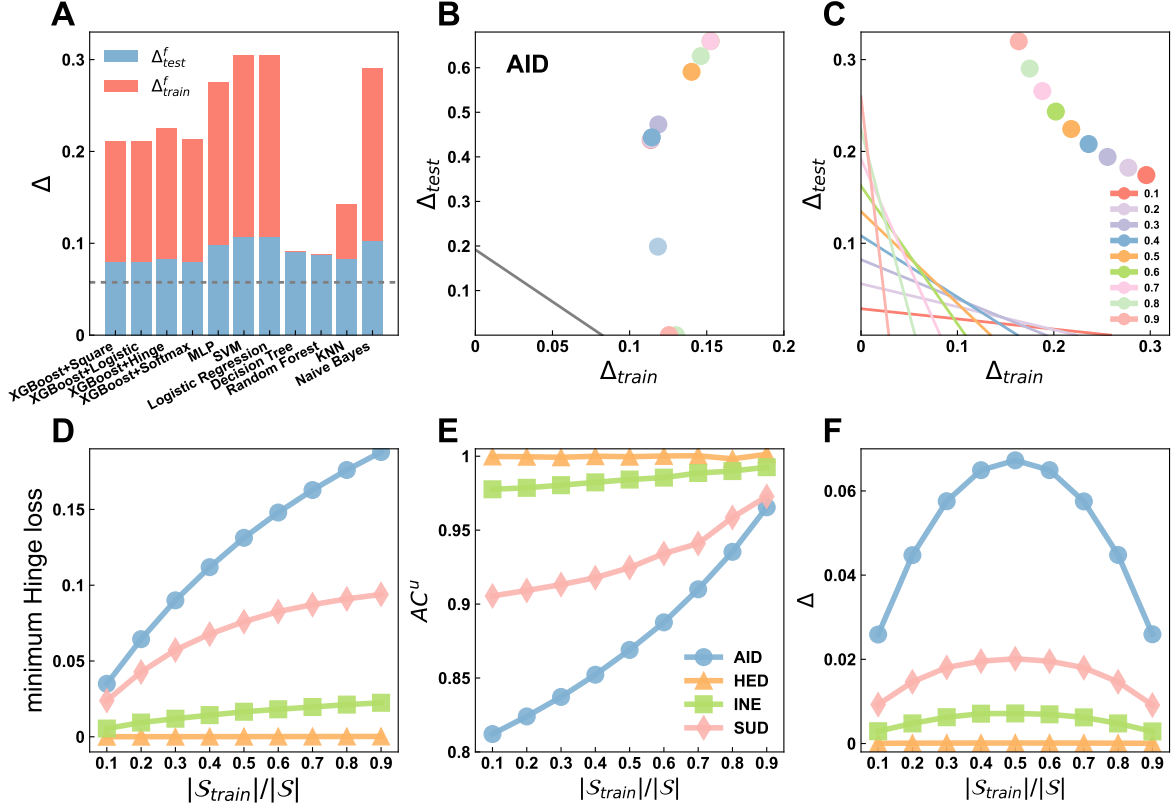 A
0.3
0.2
0.1
0
Δ
Δ^f_test
Δ^f_train
XGBoost+Square
XGBoost+Logistic
XGBoost+Hinge
XGBoost+Softmax
MLP
SVM
Logistic Regression
Decision Tree
Random Forest
KNN
Naive Bayes
B
AID
0.6
0.5
0.4
0.3
0.2
0.1
Δ_test
0 0.05 0.1 0.15 0.2
Δ_train
C
0.3
0.2
0.1
0
Δ_test
0.1
0.2
0.3
0.4
0.5
0.6
0.7
0.8
0.9
0 0.1 0.2 0.3
Δ_train
D
0.15
0.1
0.05
0
minimum Hinge loss
0.1 0.2 0.3 0.4 0.5 0.6 0.7 0.8 0.9
|S_train|/|S|
E
1
0.95
0.9
0.85
0.8
AC^u
AID
HED
INE
SUD
0.1 0.2 0.3 0.4 0.5 0.6 0.7 0.8 0.9
|S_train|/|S|
F
0.06
0.04
0.02
0
Δ
0.1 0.2 0.3 0.4 0.5 0.6 0.7 0.8 0.9
|S_train|/|S|